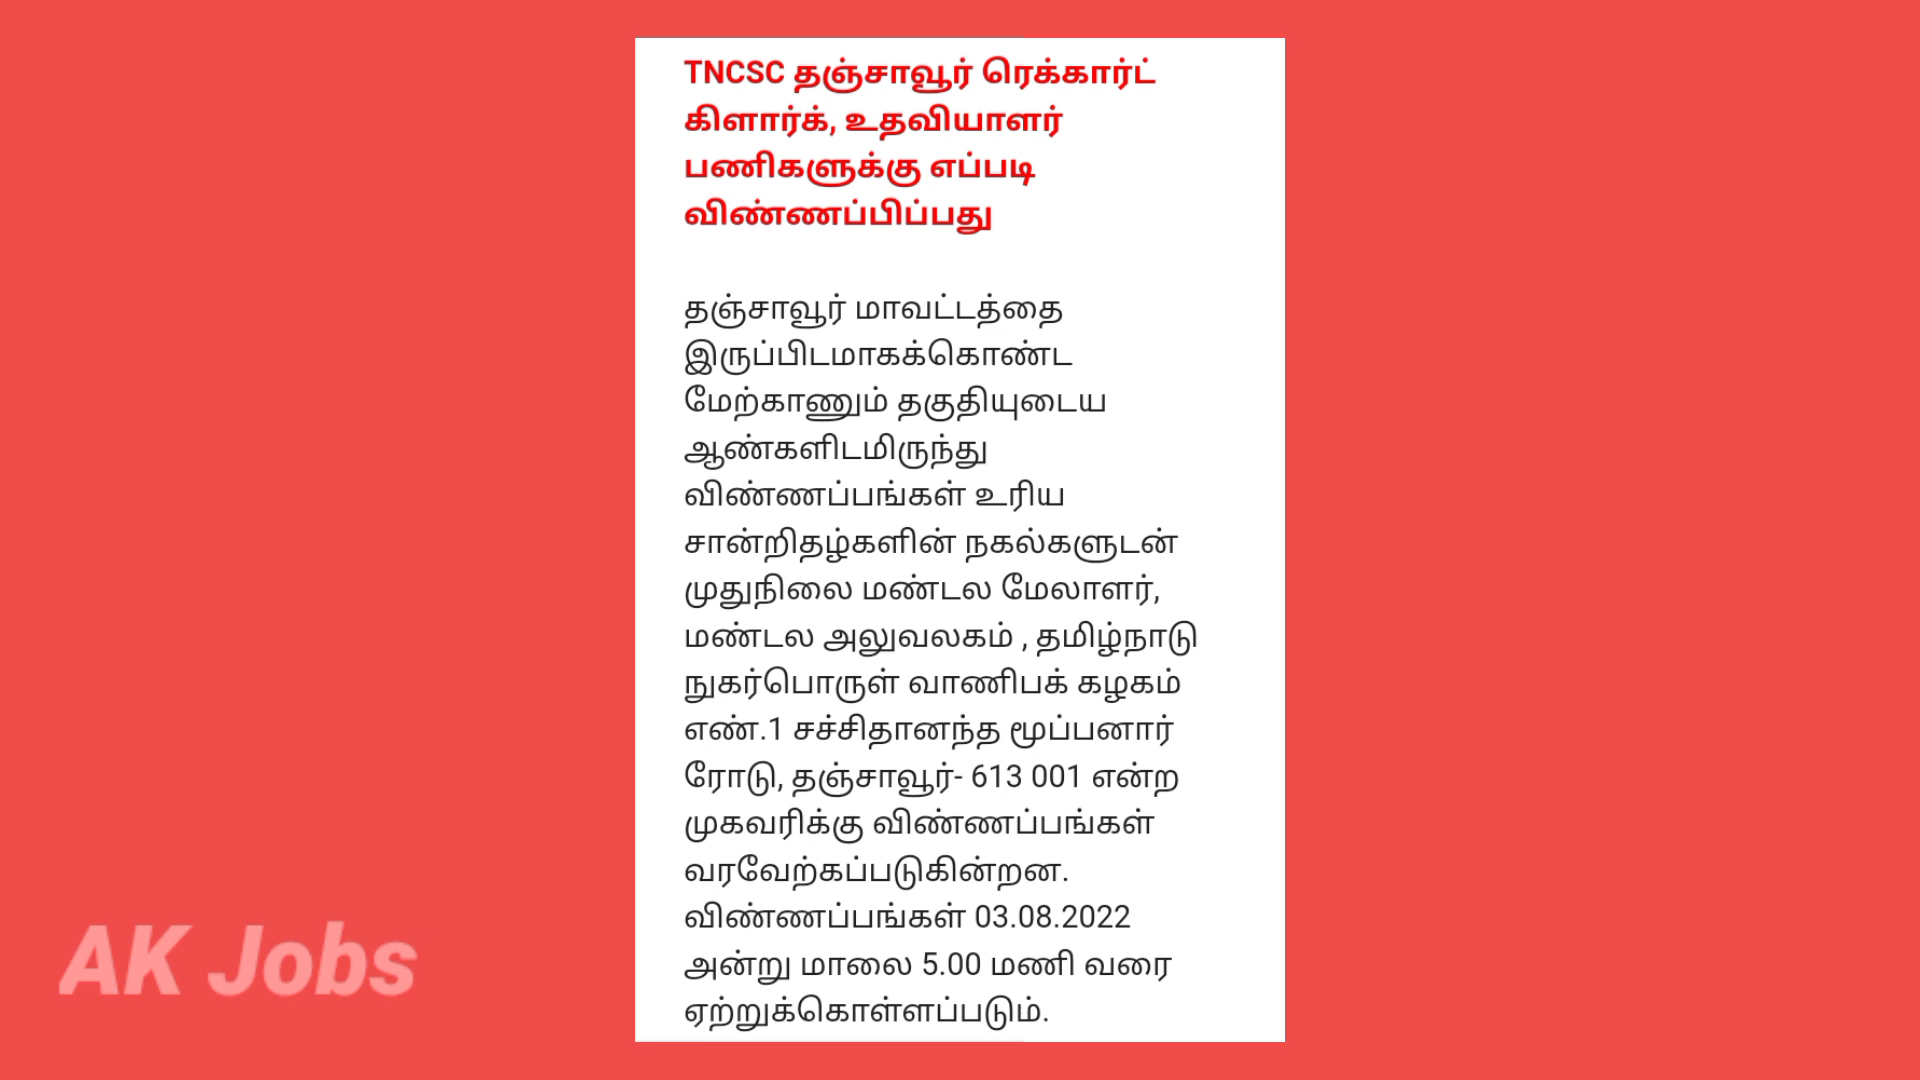 TNCSC தஞ்சாவூர் ரெக்கார்ட்
கிளார்க், உதவியாளர்
பணிகளுக்கு எப்படி
விண்ணப்பிப்பது
தஞ்சாவூர் மாவட்டத்தை
இருப்பிடமாகக்கொண்ட
மேற்காணும் தகுதியுடைய
ஆண்களிடமிருந்து
விண்ணப்பங்கள் உரிய
சான்றிதழ்களின் நகல்களுடன்
முதுநிலை மண்டல மேலாளர்,
மண்டல அலுவலகம் , தமிழ்நாடு
நுகர்பொருள் வாணிபக் கழகம்
எண்.1 சச்சிதானந்த மூப்பனார்
ரோடு, தஞ்சாவூர்- 613 001 என்ற
முகவரிக்கு விண்ணப்பங்கள்
வரவேற்கப்படுகின்றன.
விண்ணப்பங்கள் 03.08.2022
அன்று மாலை 5.00 மணி வரை
ஏற்றுக்கொள்ளப்படும்.
AK Jobs